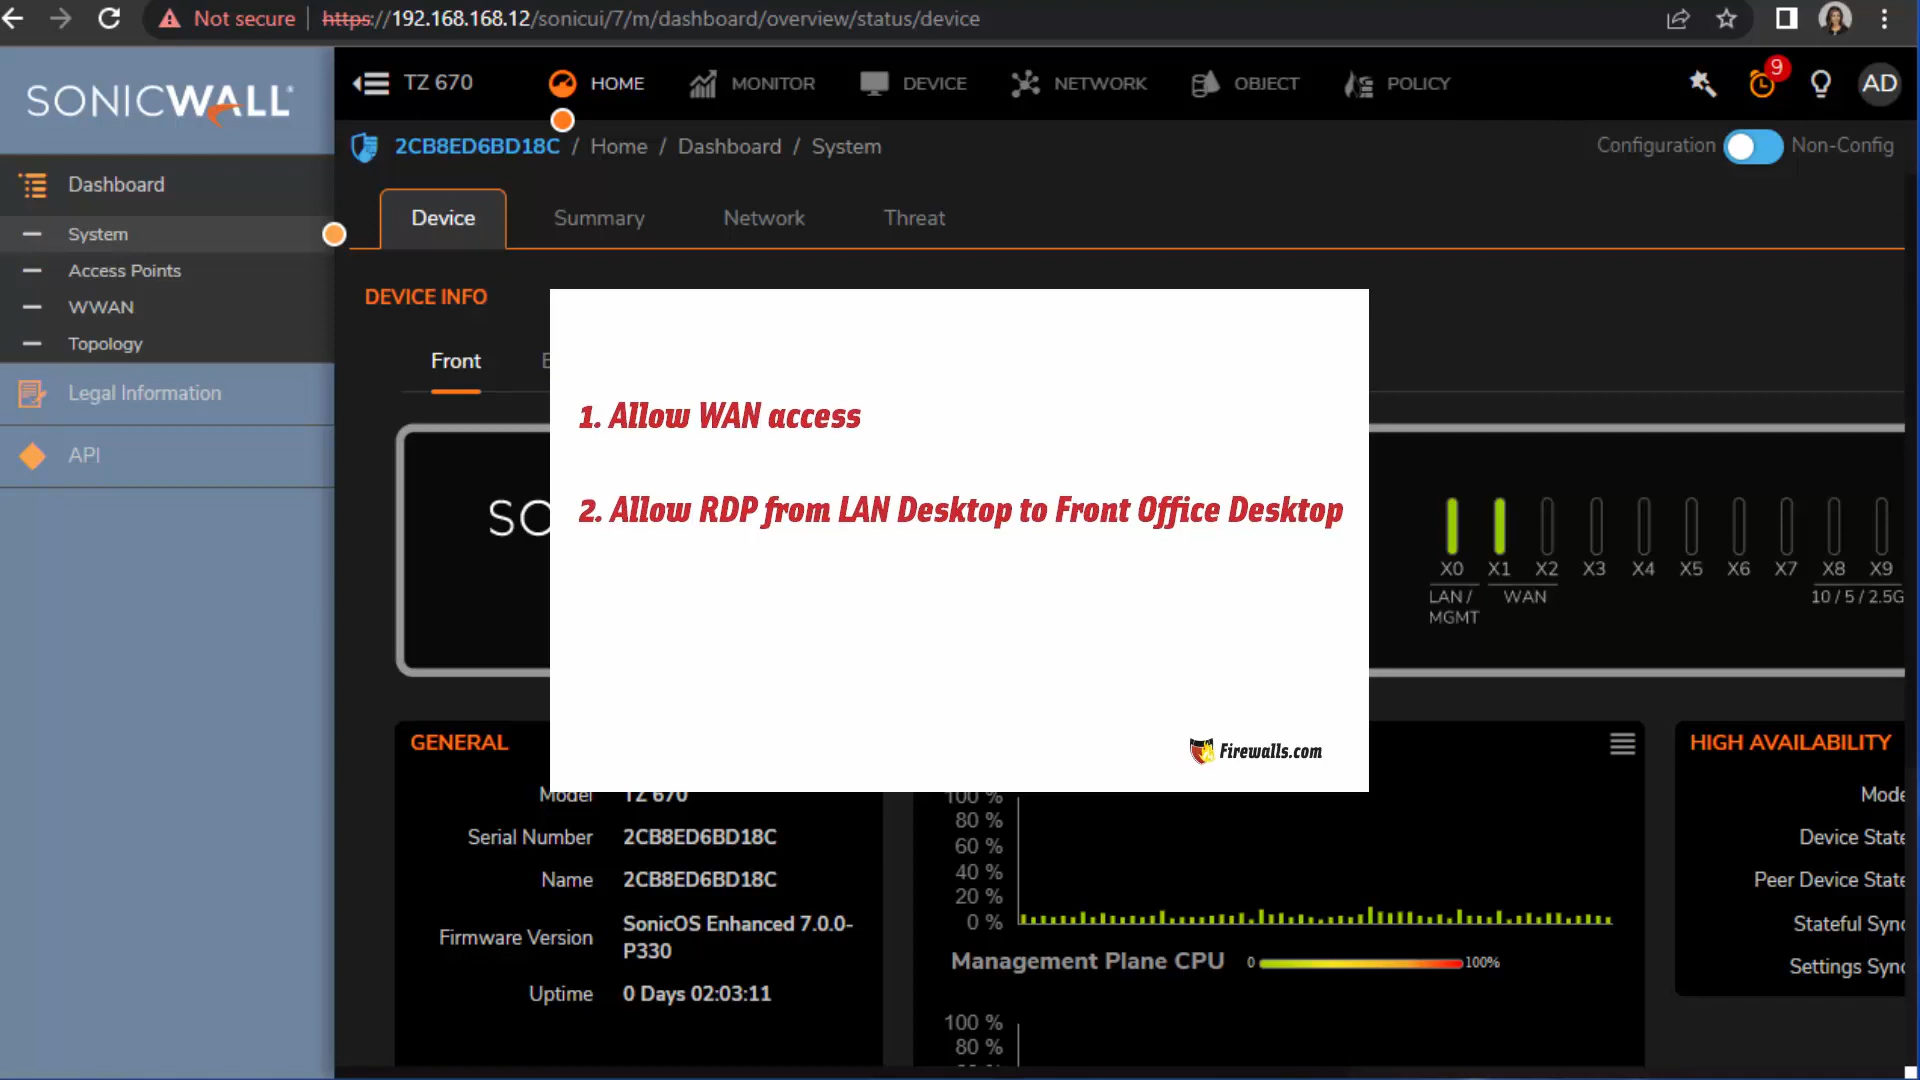 Not secure https://192.168.168.12/sonicui/7/m/dashboard/overview/status/device
SONICWALL
TZ 670 HOME MONITOR DEVICE NETWORK OBJECT POLICY 9 AD
2CB8ED6BD18C / Home / Dashboard / System Configuration Non-Config
Dashboard
System
Access Points
WWAN
Topology
Legal Information
API
Device Summary Network Threat
DEVICE INFO
Front
1. Allow WAN access
2. Allow RDP from LAN Desktop to Front Office Desktop
Firewalls.com
SO
X0 X1 X2 X3 X4 X5 X6 X7 X8 X9
LAN / WAN 10 / 5 / 2.5G
MGMT
GENERAL
Model TZ 670
Serial Number 2CB8ED6BD18C
Name 2CB8ED6BD18C
Firmware Version SonicOS Enhanced 7.0.0-
P330
Uptime 0 Days 02:03:11
100 %
80 %
60 %
40 %
20 %
0 %
Management Plane CPU 0 100%
100 %
80 %
HIGH AVAILABILITY
Mode
Device State
Peer Device State
Stateful Sync
Settings Sync